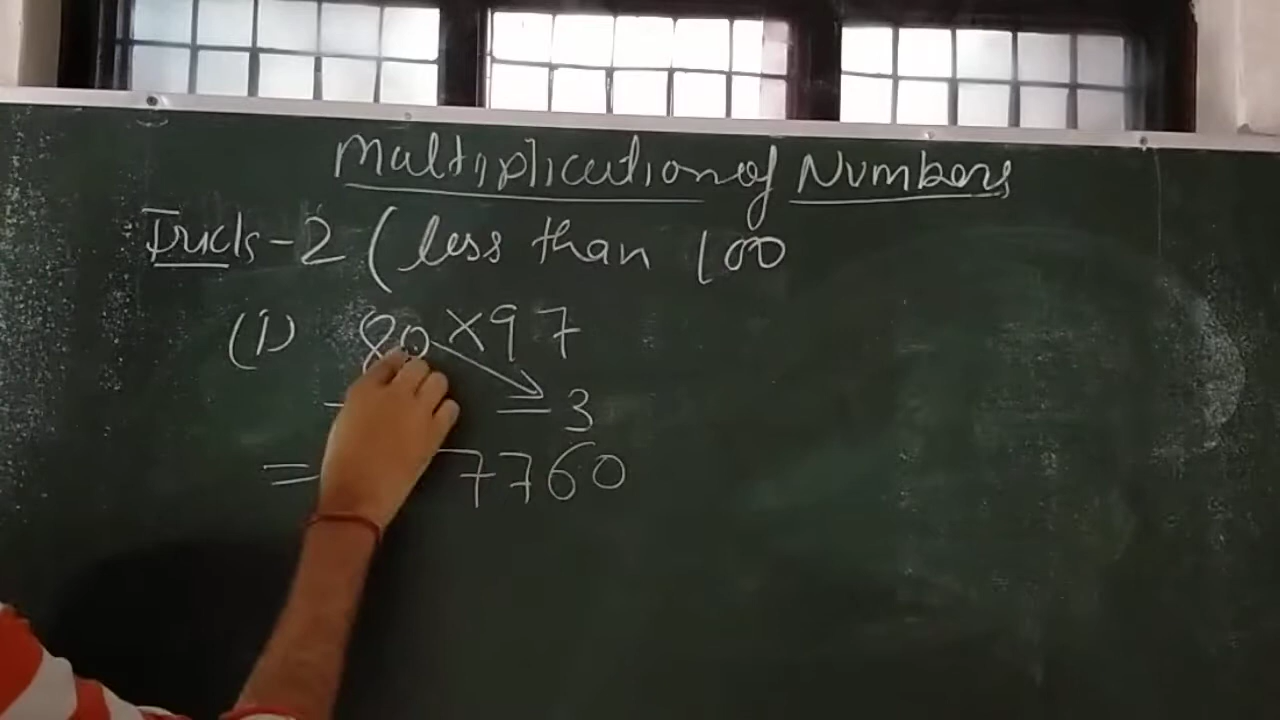 Multiplication of Numbers
Trick-2 (less than 100
(1) 80×97
- -3
= 7760